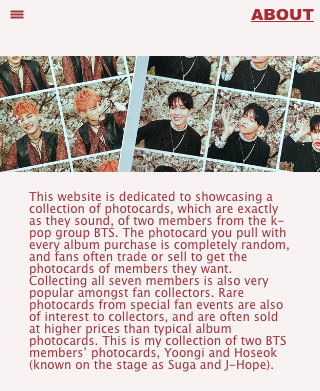 ABOUT
This website is dedicated to showcasing a
collection of photocards, which are exactly
as they sound, of two members from the k-
pop group BTS. The photocard you pull with
every album purchase is completely random,
and fans often trade or sell to get the
photocards of members they want.
Collecting all seven members is also very
popular amongst fan collectors. Rare
photocards from special fan events are also
of interest to collectors, and are often sold
at higher prices than typical album
photocards. This is my collection of two BTS
members’ photocards, Yoongi and Hoseok
(known on the stage as Suga and J-Hope).